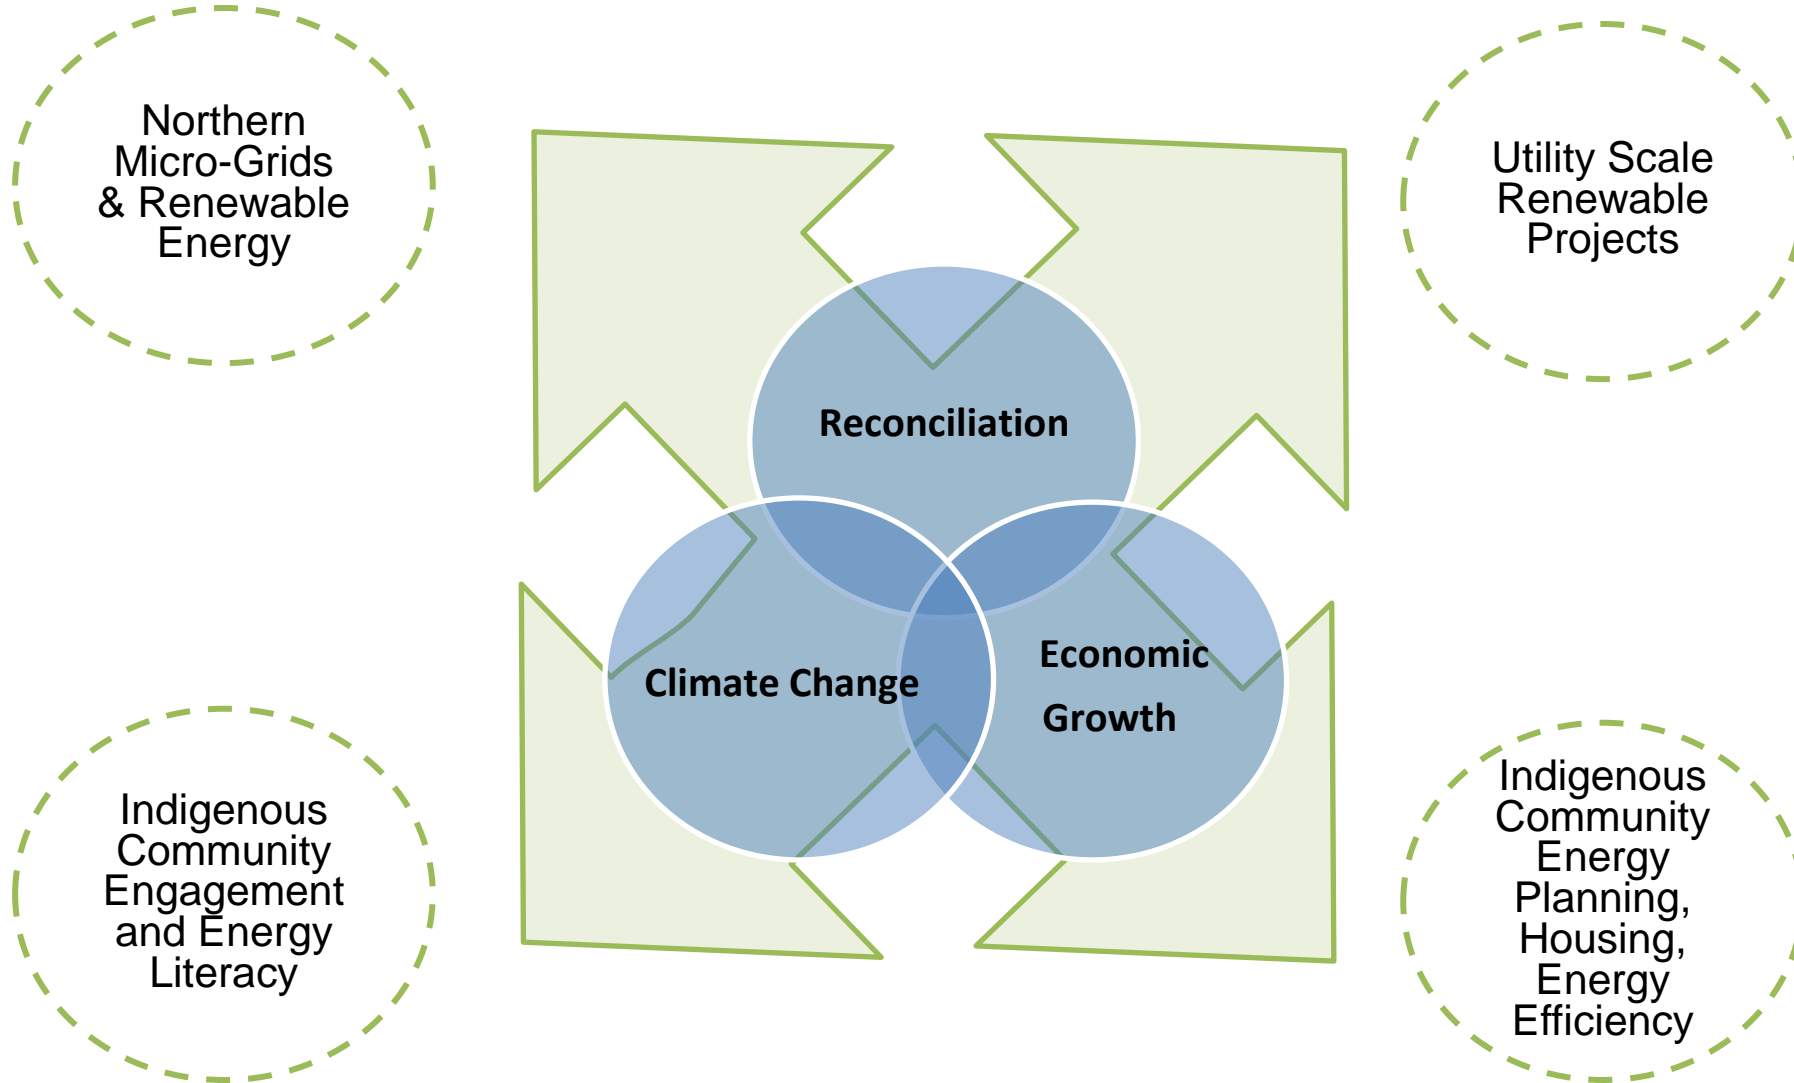 Northern
Micro-Grids
& Renewable
Energy
Utility Scale
Renewable
Projects
Reconciliation
Climate Change
Economic
Growth
Indigenous
Community
Engagement
and Energy
Literacy
Indigenous
Community
Energy
Planning,
Housing,
Energy
Efficiency